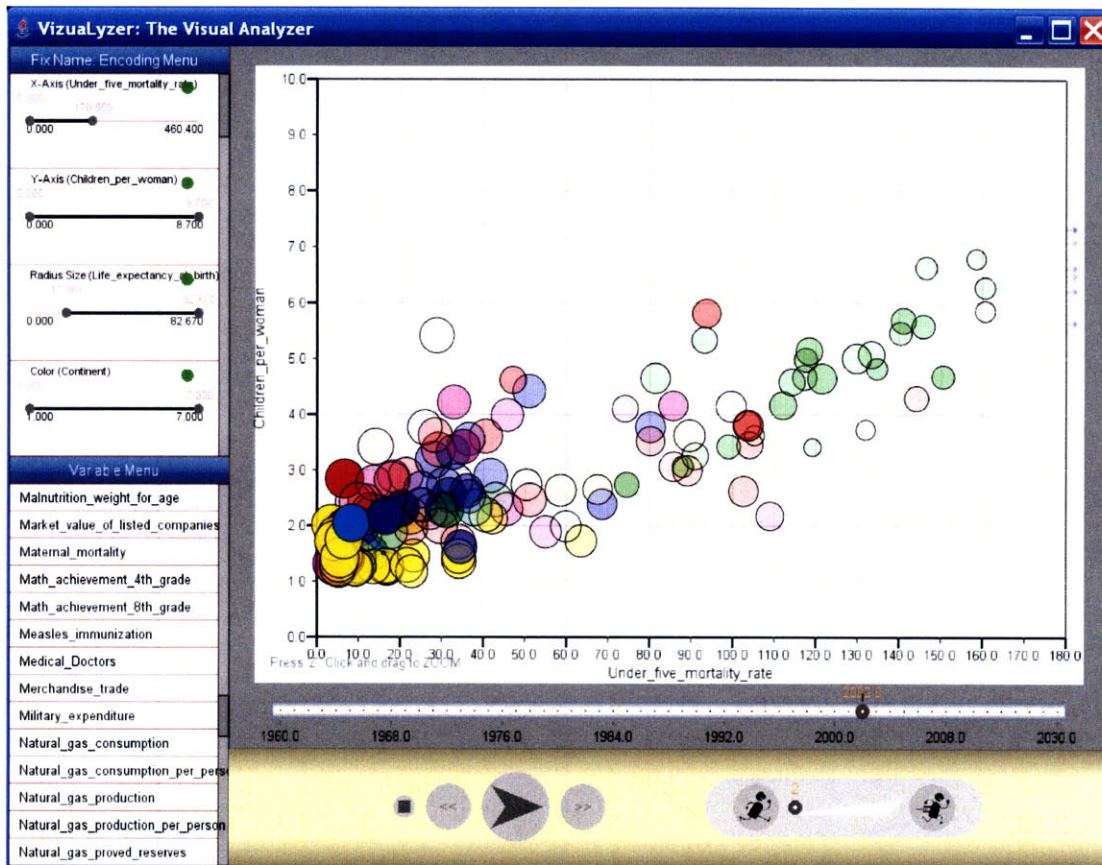 VizuaLyzer: The Visual Analyzer
Fix Name: Encoding Menu
X-Axis (Under_five_mortality_rate)
0.000
460.400
Y-Axis (Children_per_woman)
0.000
8.700
Radius Size (Life_expectancy_at_birth)
0.000
82.670
Color (Continent)
1.000
7.000
Variable Menu
Malnutrition_weight_for_age
Market_value_of_listed_companies
Maternal_mortality
Math_achievement_4th_grade
Math_achievement_8th_grade
Measles_immunization
Medical_Doctors
Merchandise_trade
Military_expenditure
Natural_gas_consumption
Natural_gas_consumption_per_pers
Natural_gas_production
Natural_gas_production_per_person
Natural_gas_proved_reserves
10.0
9.0
8.0
7.0
6.0
5.0
4.0
3.0
2.0
1.0
0.0
Children_per_woman
0.0 10.0 20.0 30.0 40.0 50.0 60.0 70.0 80.0 90.0 100.0 110.0 120.0 130.0 140.0 150.0 160.0 170.0 180.0
Click and drag to ZOOM
Under_five_mortality_rate
1960.0 1968.0 1976.0 1984.0 1992.0 2000.0 2008.0 2030.0
<< >>
2